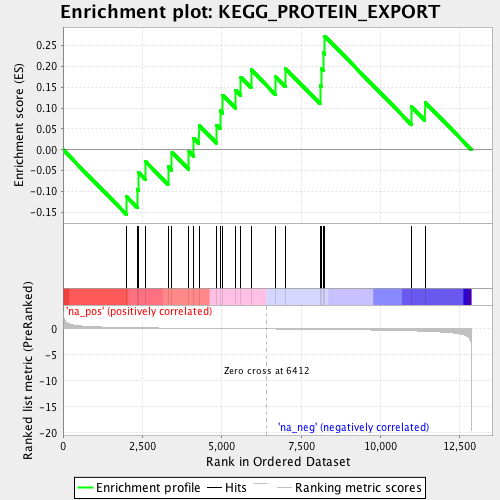 Enrichment plot: KEGG_PROTEIN_EXPORT
Enrichment score (ES)
0.25
0.20
0.15
0.10
0.05
0.00
-0.05
-0.10
-0.15
'na_pos' (positively correlated)
Ranked list metric (PreRanked)
0
-5
-10
-15
-20
Zero cross at 6412
'na_neg' (negatively correlated)
0
2,500
5,000
7,500
10,000
12,500
Rank in Ordered Dataset
Enrichment profile
Hits
Ranking metric scores